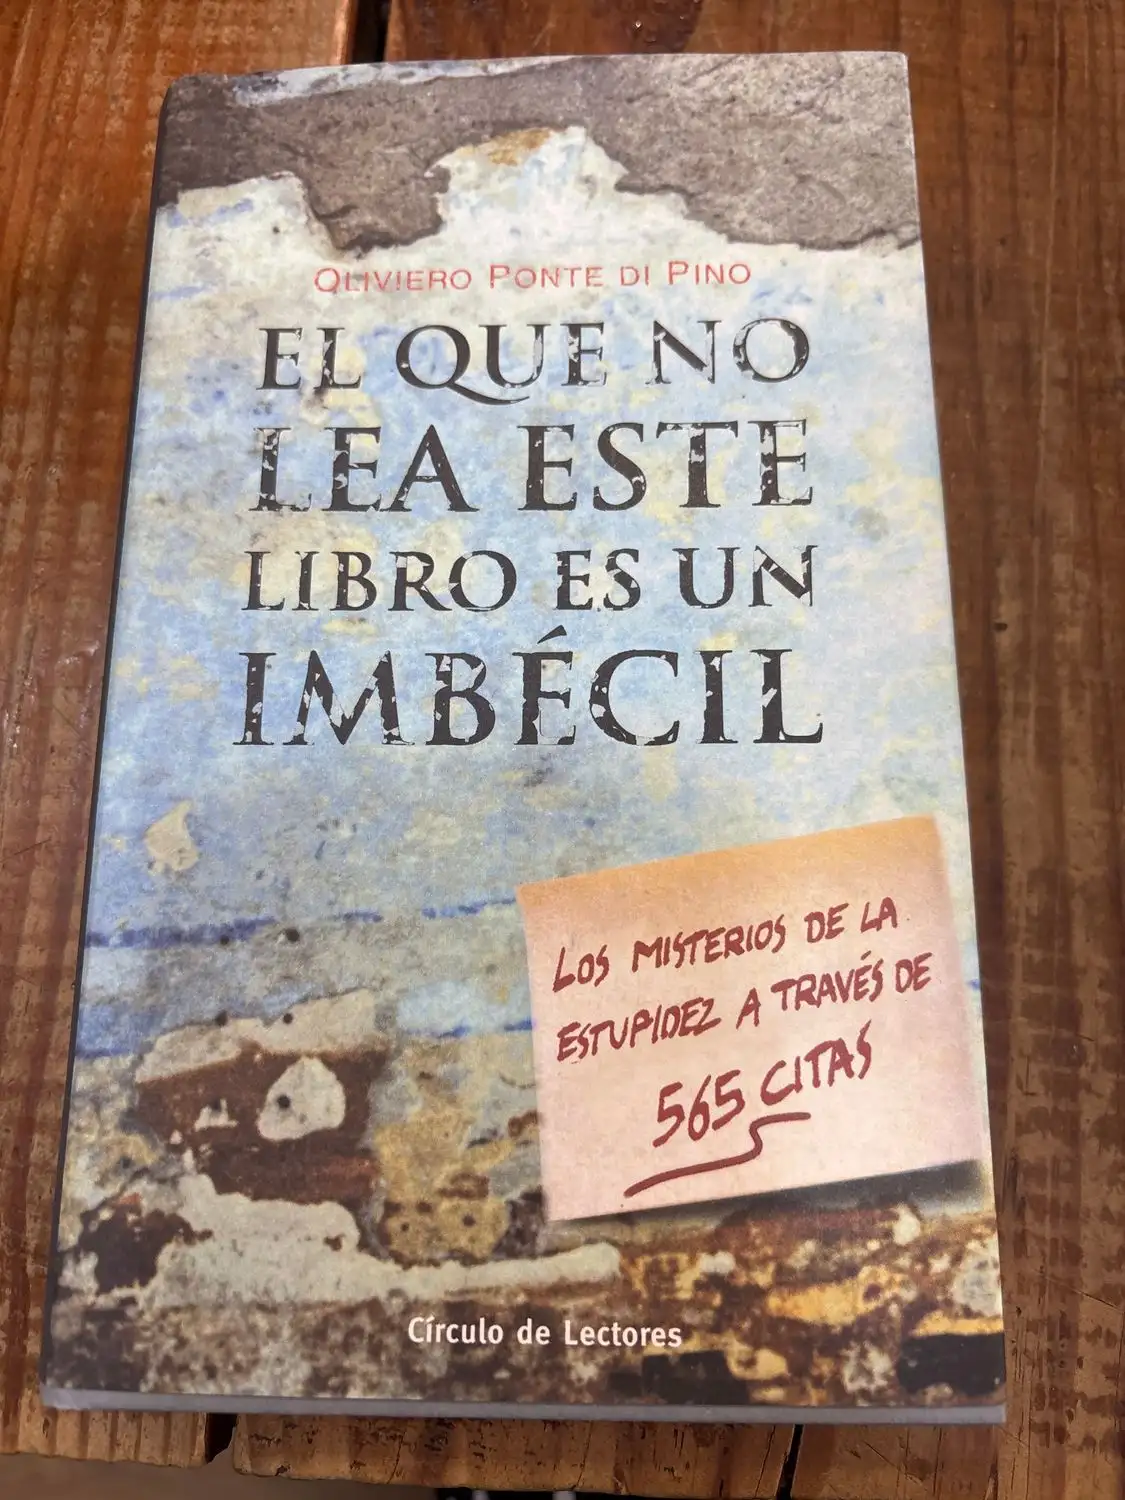 OLIVIERO PONTE DI PINO
EL QUE NO
LEA ESTE
LIBRO ES UN
IMBÉCIL
LOS MISTERIOS DE LA
ESTUPIDEZ A TRAVÉS DE
565 CITAS
Círculo de Lectores